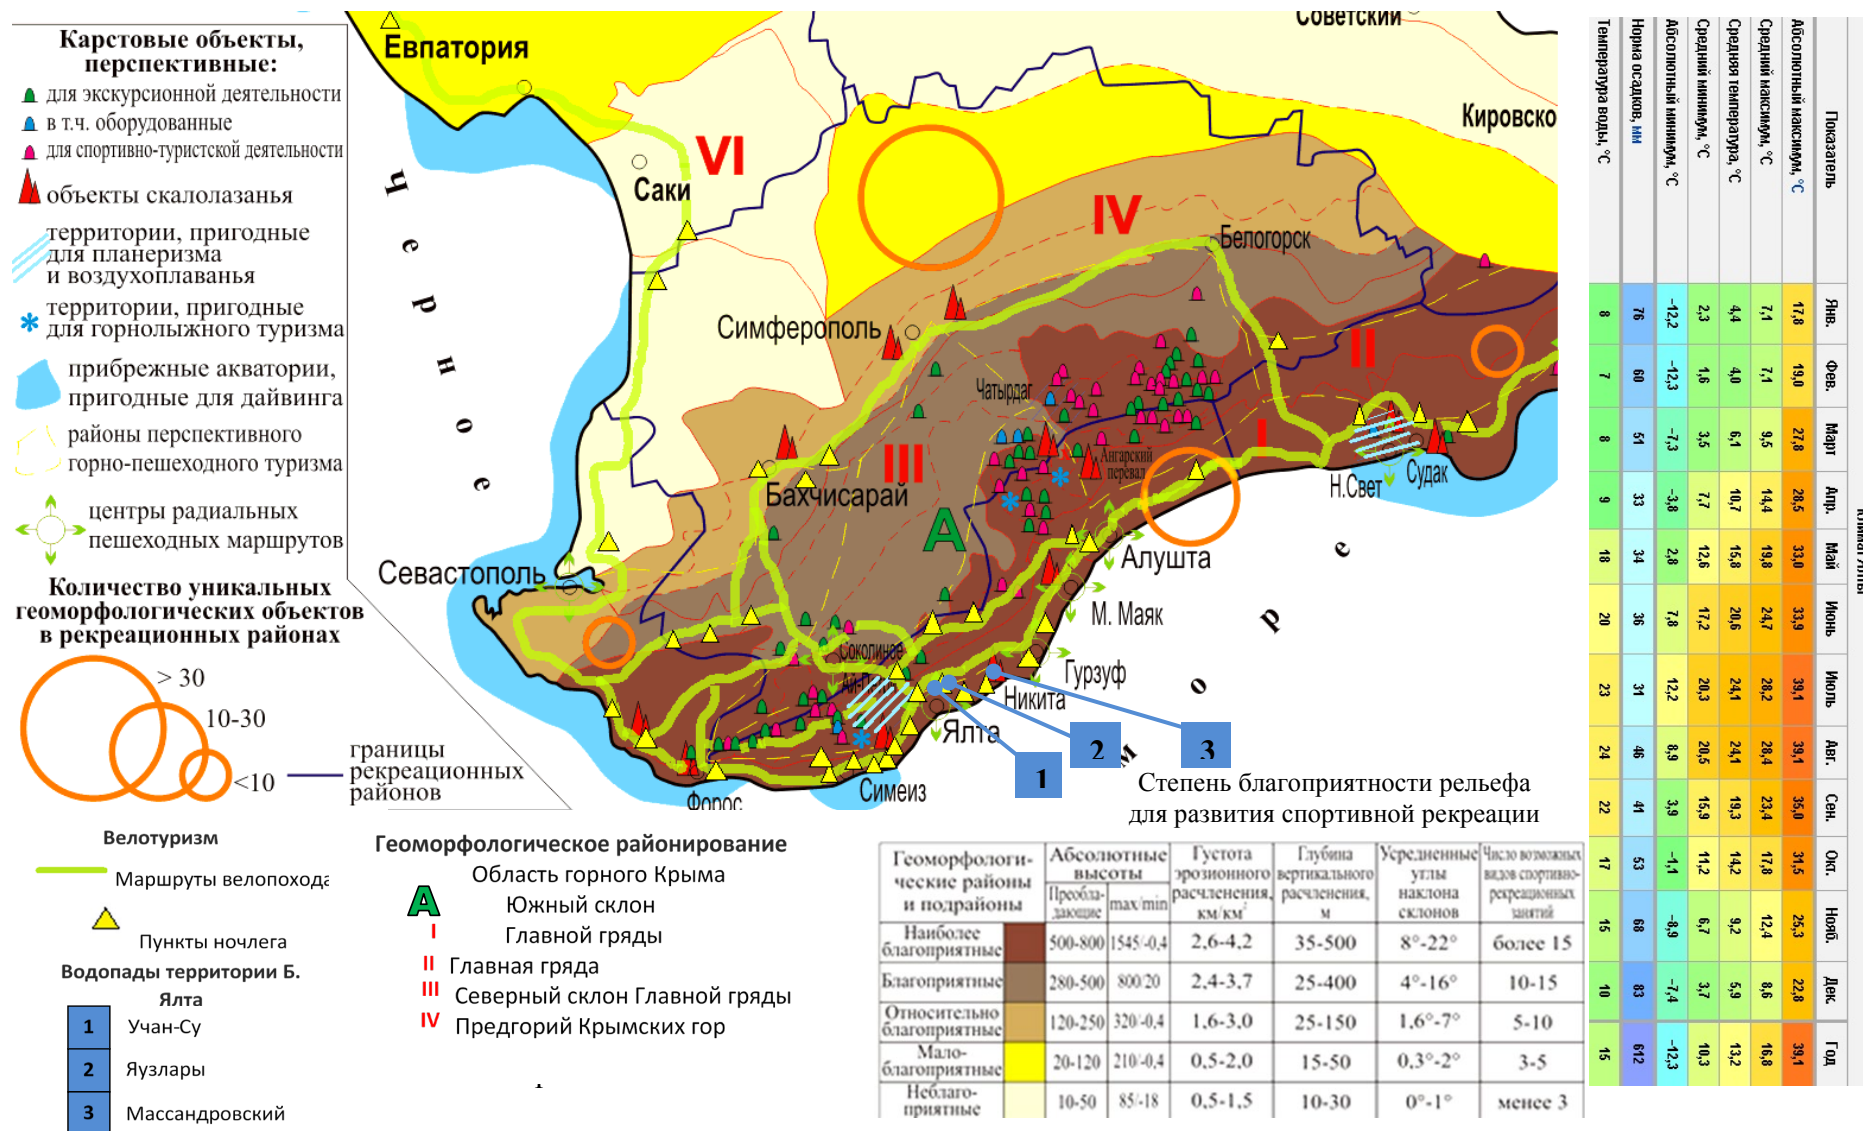 Карстовые объекты,
перспективные:
для экскурсионной деятельности
в т.ч. оборудованные
для спортивно-туристской деятельности
объекты скалолазанья
территории, пригодные
для планеризма
и воздухоплаванья
территории, пригодные
для горнолыжного туризма
прибрежные акватории,
пригодные для дайвинга
районы перспективного
горно-пешеходного туризма
центры радиальных
пешеходных маршрутов
Количество уникальных
геоморфологических объектов
в рекреационных районах
> 30
10-30
<10
границы
рекреационных
районов
Велотуризм
Маршруты велопохода
Пункты ночлега
Водопады территории Б.
Ялта
1 Учан-Су
2 Яузлары
3 Массандровский
Геоморфологическое районирование
Область горного Крыма
A Южный склон
I Главной гряды
II Главная гряда
III Северный склон Главной гряды
IV Предгорий Крымских гор
Евпатория
Советский
Кировско
VI
Саки
IV
Белогорск
Симферополь
II
Чатырдаг
I
III
Ангарский
перевал
Бахчисарай
Н.Свет
Судак
A
Алушта
Севастополь
М. Маяк
Соколиное
Ай-П
Гурзуф
Никита
Ялта
Симеиз
Форос
Ч е р н о е
м о р е
1
2
3
Степень благоприятности рельефа
для развития спортивной рекреации
Геоморфологи-
ческие районы
и подрайоны
Абсолютные
высоты
Преобла-
дающие
max/min
Густота
эрозионного
расчленения,
км/км²
Глубина
вертикального
расчленения,
м
Усредненные
углы
наклона
склонов
Число возможных
видов спортивно-
рекреационных
занятий
Наиболее
благоприятные 500-800 1545/-0,4 2,6-4,2 35-500 8°-22° более 15
Благоприятные 280-500 800/20 2,4-3,7 25-400 4°-16° 10-15
Относительно
благоприятные 120-250 320/-0,4 1,6-3,0 25-150 1,6°-7° 5-10
Мало-
благоприятные 20-120 210/-0,4 0,5-2,0 15-50 0,3°-2° 3-5
Неблаго-
приятные 10-50 85/-18 0,5-1,5 10-30 0°-1° менее 3
Показатель Янв. Фев. Март Апр. Май Июнь Июль Авг. Сен. Окт. Нояб. Дек. Год
Абсолютный максимум, °C 17,8 19,0 27,8 28,5 33,0 33,9 39,1 39,1 35,0 31,5 25,3 22,8 39,1
Средний максимум, °C 7,1 7,1 9,5 14,4 19,8 24,7 28,2 28,4 23,4 17,8 12,4 8,6 16,8
Средняя температура, °C 4,4 4,0 6,1 10,7 15,8 20,6 24,1 24,1 19,3 14,2 9,2 5,9 13,2
Средний минимум, °C 2,3 1,6 3,5 7,7 12,6 17,2 20,3 20,5 15,9 11,2 6,7 3,7 10,3
Абсолютный минимум, °C −12,2 −12,3 −7,3 −3,8 2,8 7,8 12,2 8,9 3,9 −1,1 −8,9 −7,4 −12,3
Норма осадков, мм 76 60 51 33 34 36 31 46 41 53 68 83 612
Температура воды, °C 8 7 8 9 18 20 23 24 22 17 15 10 15